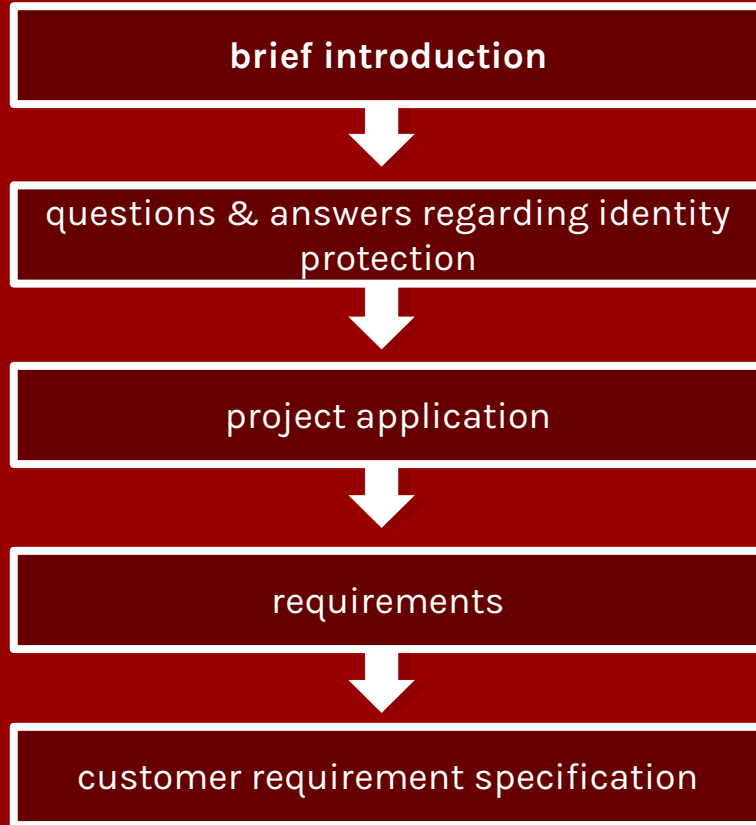 brief introduction
questions & answers regarding identity
protection
project application
requirements
customer requirement specification